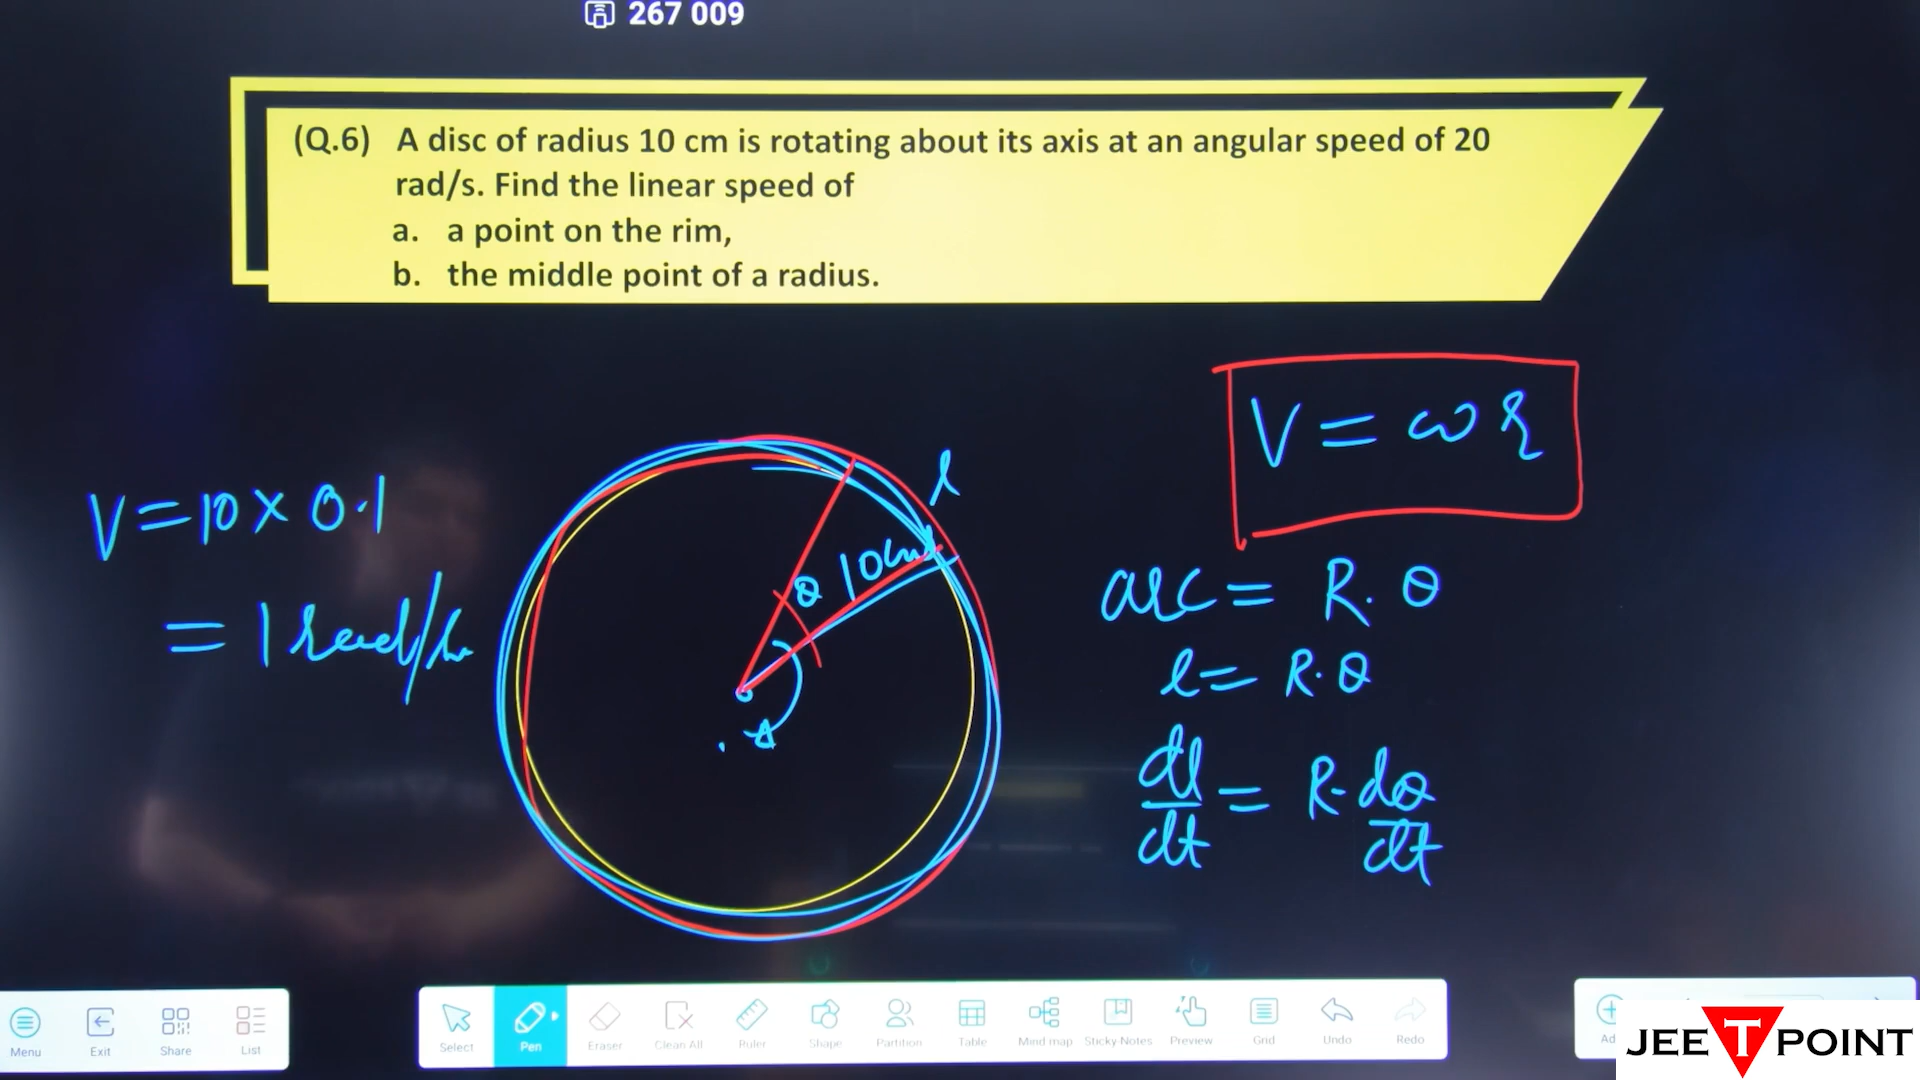 267 009
(Q.6) A disc of radius 10 cm is rotating about its axis at an angular speed of 20
rad/s. Find the linear speed of
a. a point on the rim,
b. the middle point of a radius.
V = ωr
V = 10 × 0.1
= 1 rad/s
l
θ 10cm
arc = R. θ
l = R. θ
dl/dt = R. dθ/dt
Menu Exit Share List
Select Pen Eraser Clean All Ruler Shape Partition Table Mind map Sticky Notes Preview Grid Undo Redo
JEE T POINT